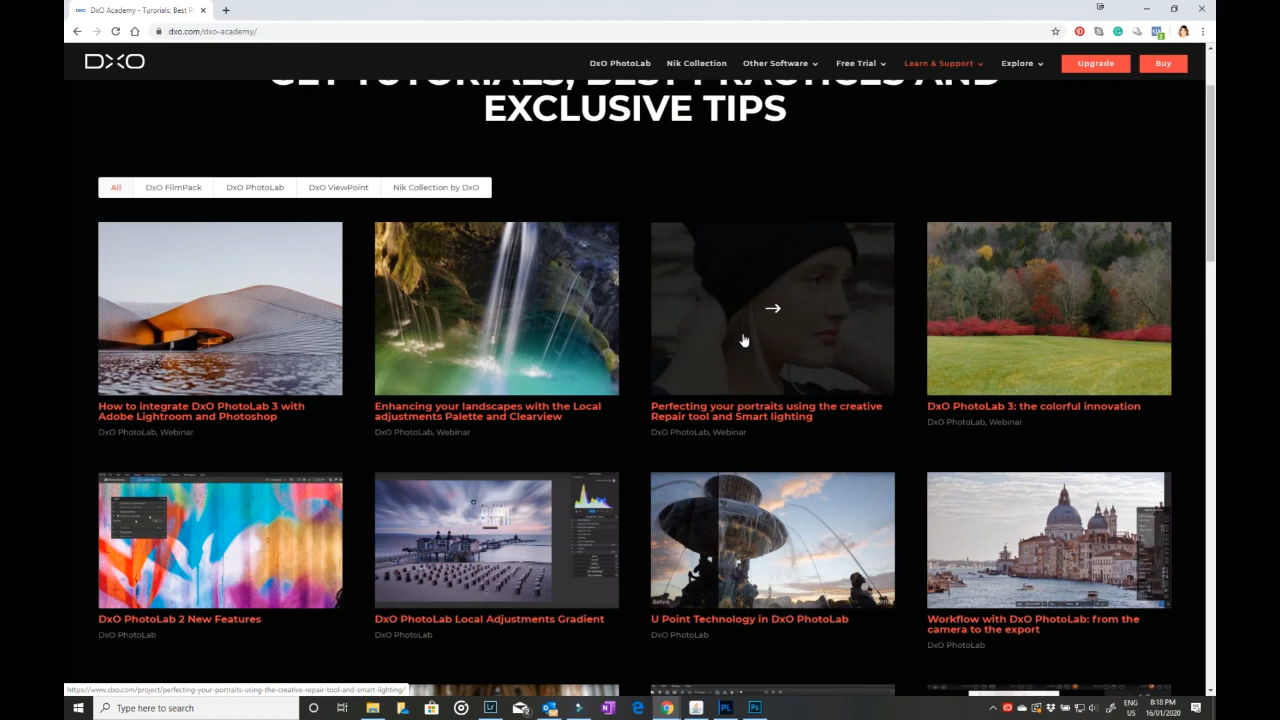 DxO Academy - Turorials, Best P
dxo.com/dxo-academy/
DXO
DxO PhotoLab
Nik Collection
Other Software
Free Trial
Learn & Support
Explore
Upgrade
Buy
GET TUTORIALS, BEST PRACTICES AND
EXCLUSIVE TIPS
All
DxO FilmPack
DxO PhotoLab
DxO ViewPoint
Nik Collection by DxO
How to integrate DxO PhotoLab 3 with
Adobe Lightroom and Photoshop
DxO PhotoLab, Webinar
Enhancing your landscapes with the Local
adjustments Palette and Clearview
DxO PhotoLab, Webinar
Perfecting your portraits using the creative
Repair tool and Smart lighting
DxO PhotoLab, Webinar
DxO PhotoLab 3: the colorful innovation
DxO PhotoLab, Webinar
DxO PhotoLab 2 New Features
DxO PhotoLab
DxO PhotoLab Local Adjustments Gradient
DxO PhotoLab
Before
U Point Technology in DxO PhotoLab
DxO PhotoLab
Workflow with DxO PhotoLab: from the
camera to the export
DxO PhotoLab
https://www.dxo.com/project/perfecting-your-portraits-using-the-creative-repair-tool-and-smart-lighting/
Type here to search
PL
Ps
ENG
US
8:18 PM
16/01/2020